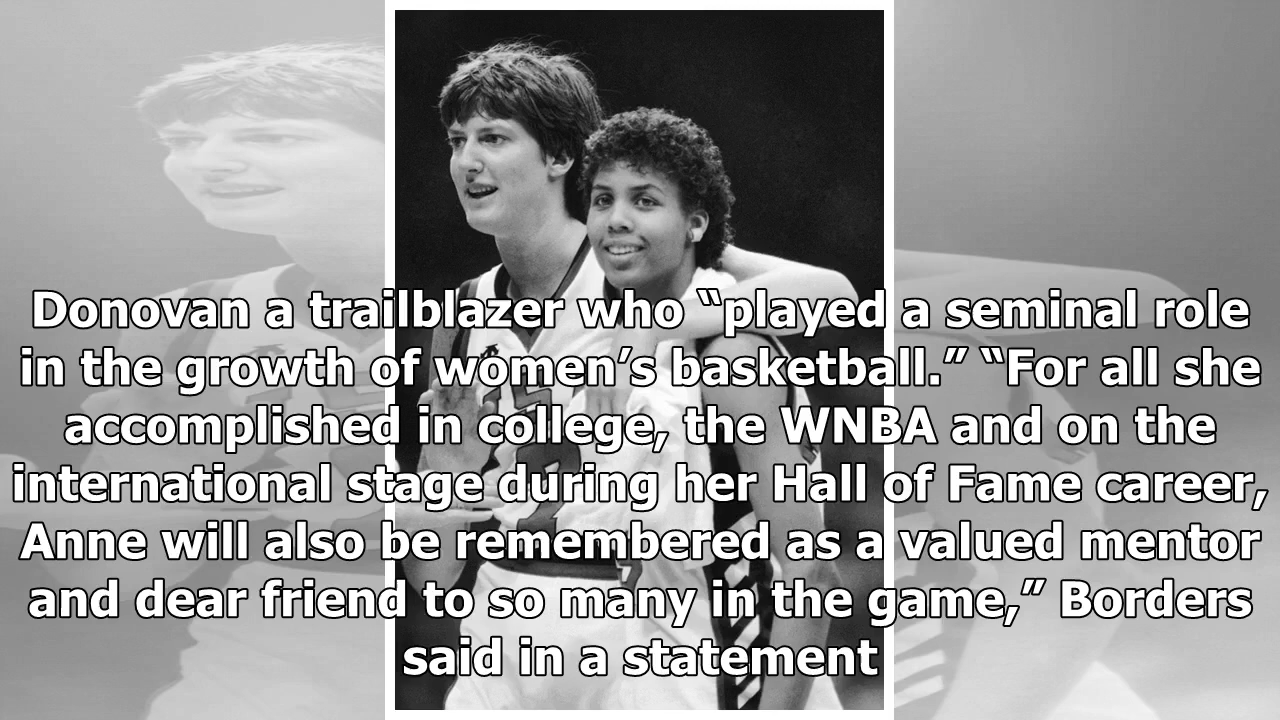 Donovan a trailblazer who “played a seminal role
in the growth of women’s basketball.” “For all she
accomplished in college, the WNBA and on the
international stage during her Hall of Fame career,
Anne will also be remembered as a valued mentor
and dear friend to so many in the game,” Borders
said in a statement